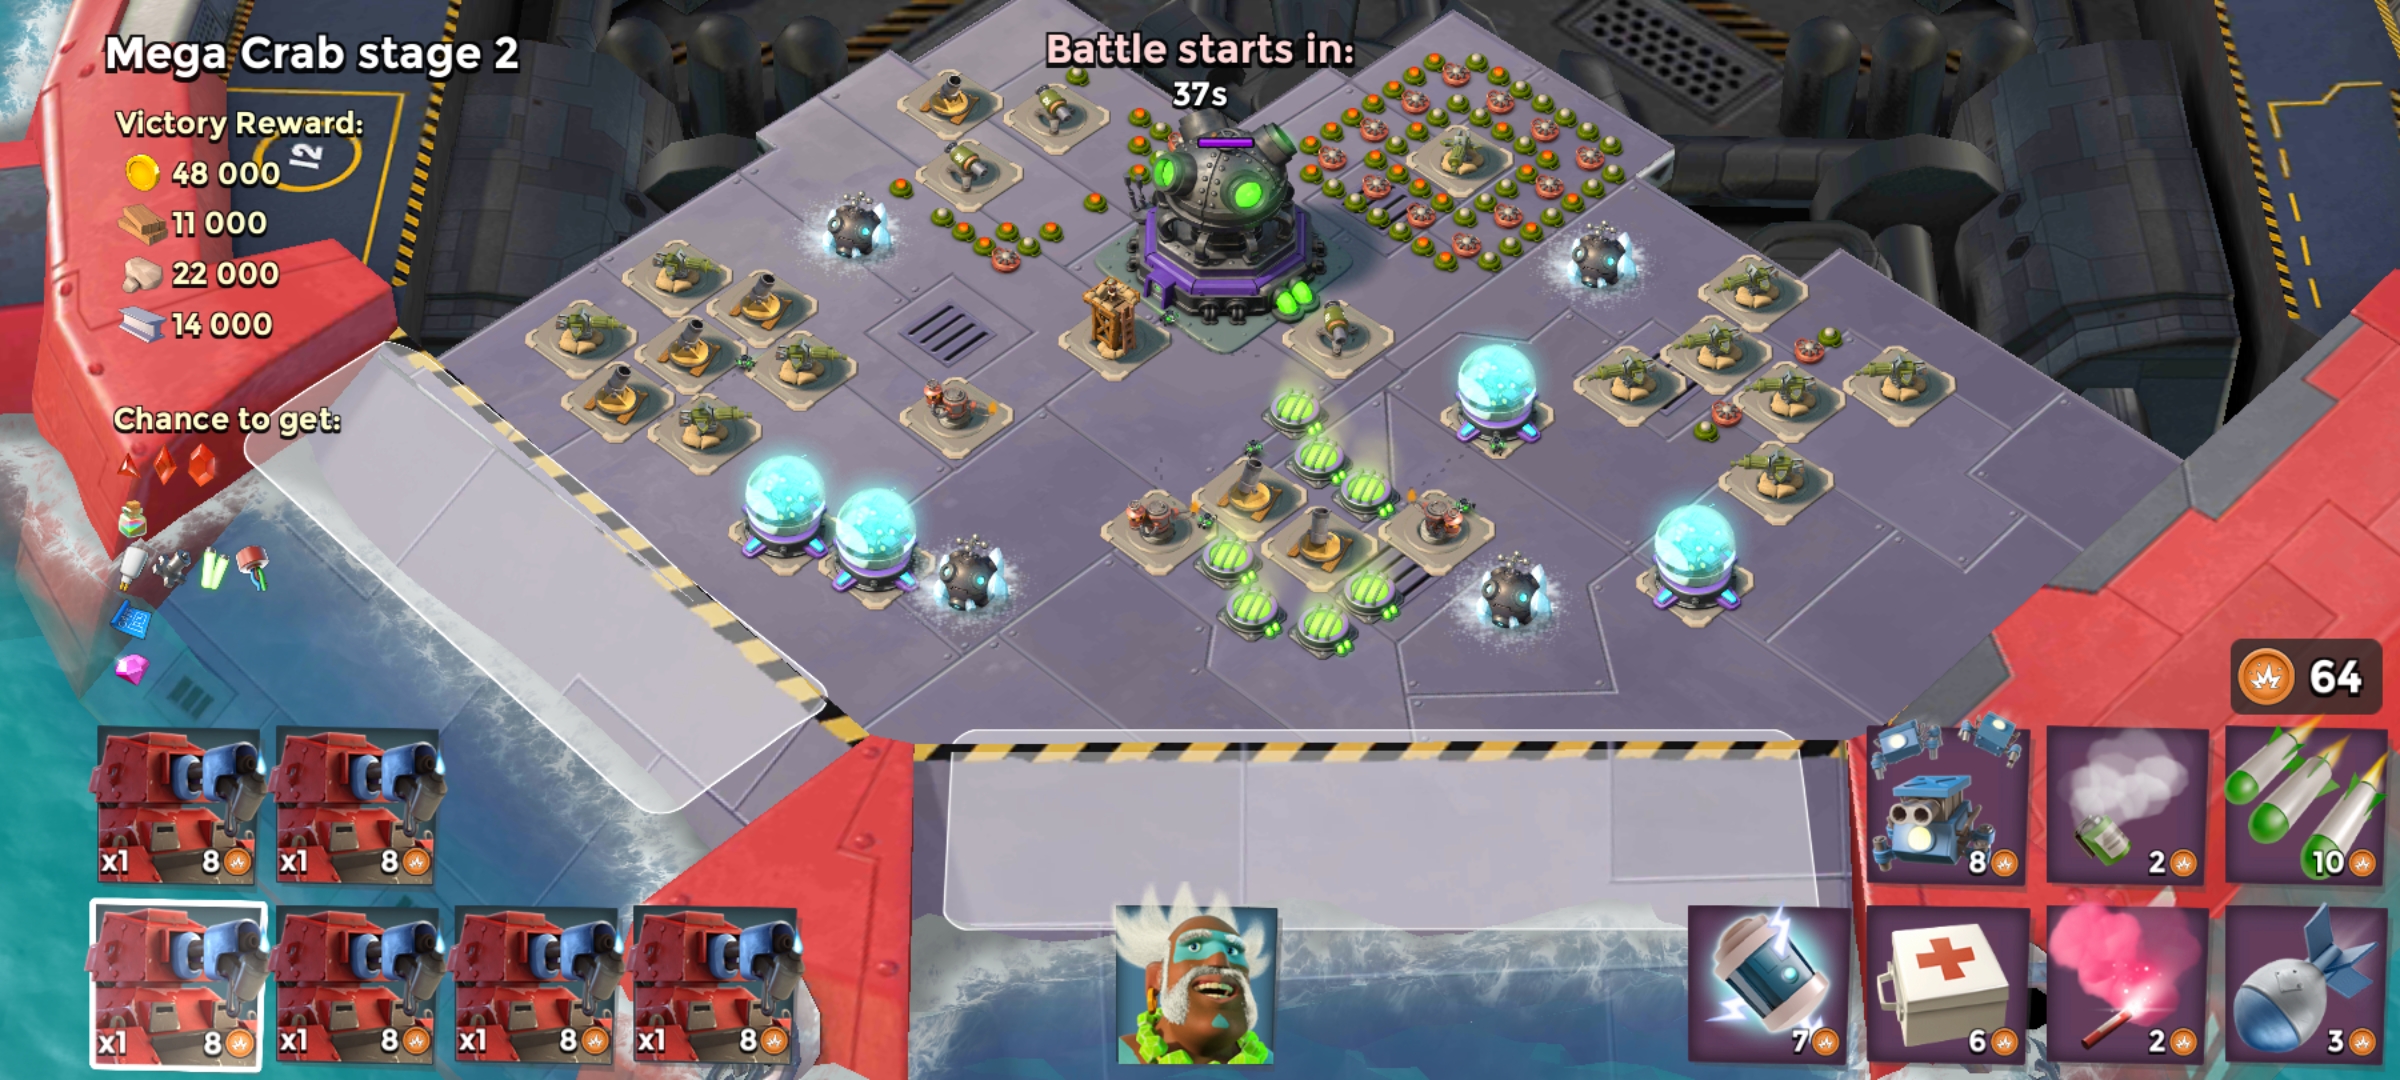 Mega Crab stage 2
Battle starts in:
37s
Victory Reward:
48 000
11 000
22 000
14 000
12
Chance to get:
64
x1 8
x1 8
8
2
10
x1 8
x1 8
x1 8
x1 8
7
6
2
3